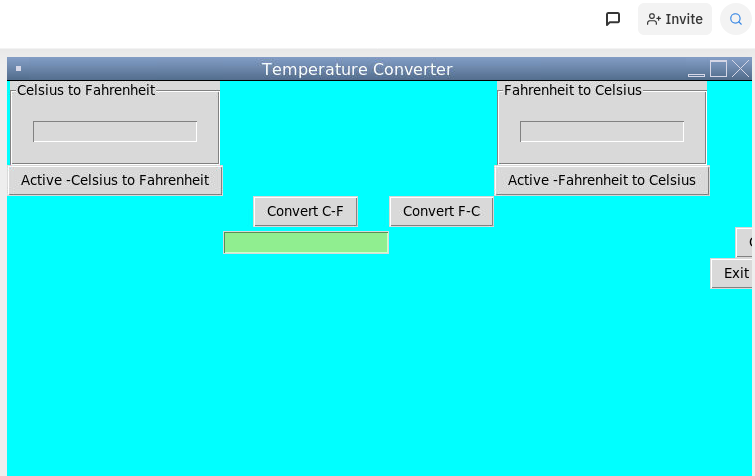 Invite
Temperature Converter
Celsius to Fahrenheit
Fahrenheit to Celsius
Active -Celsius to Fahrenheit
Active -Fahrenheit to Celsius
Convert C-F
Convert F-C
Exit